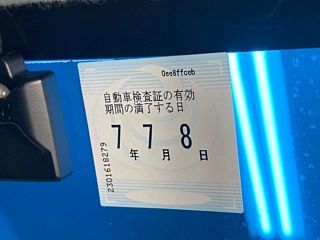 0ee8ffaeb
自動車検査証の有効
期間の満了する日
7年7月8日
2301618279